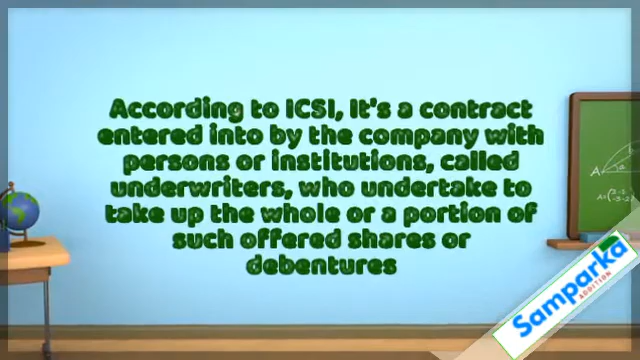 According to ICSI, It's a contract
entered into by the company with
persons or institutions, called
underwriters, who undertake to
take up the whole or a portion of
such offered shares or
debentures
A
Samparka
ADDITION